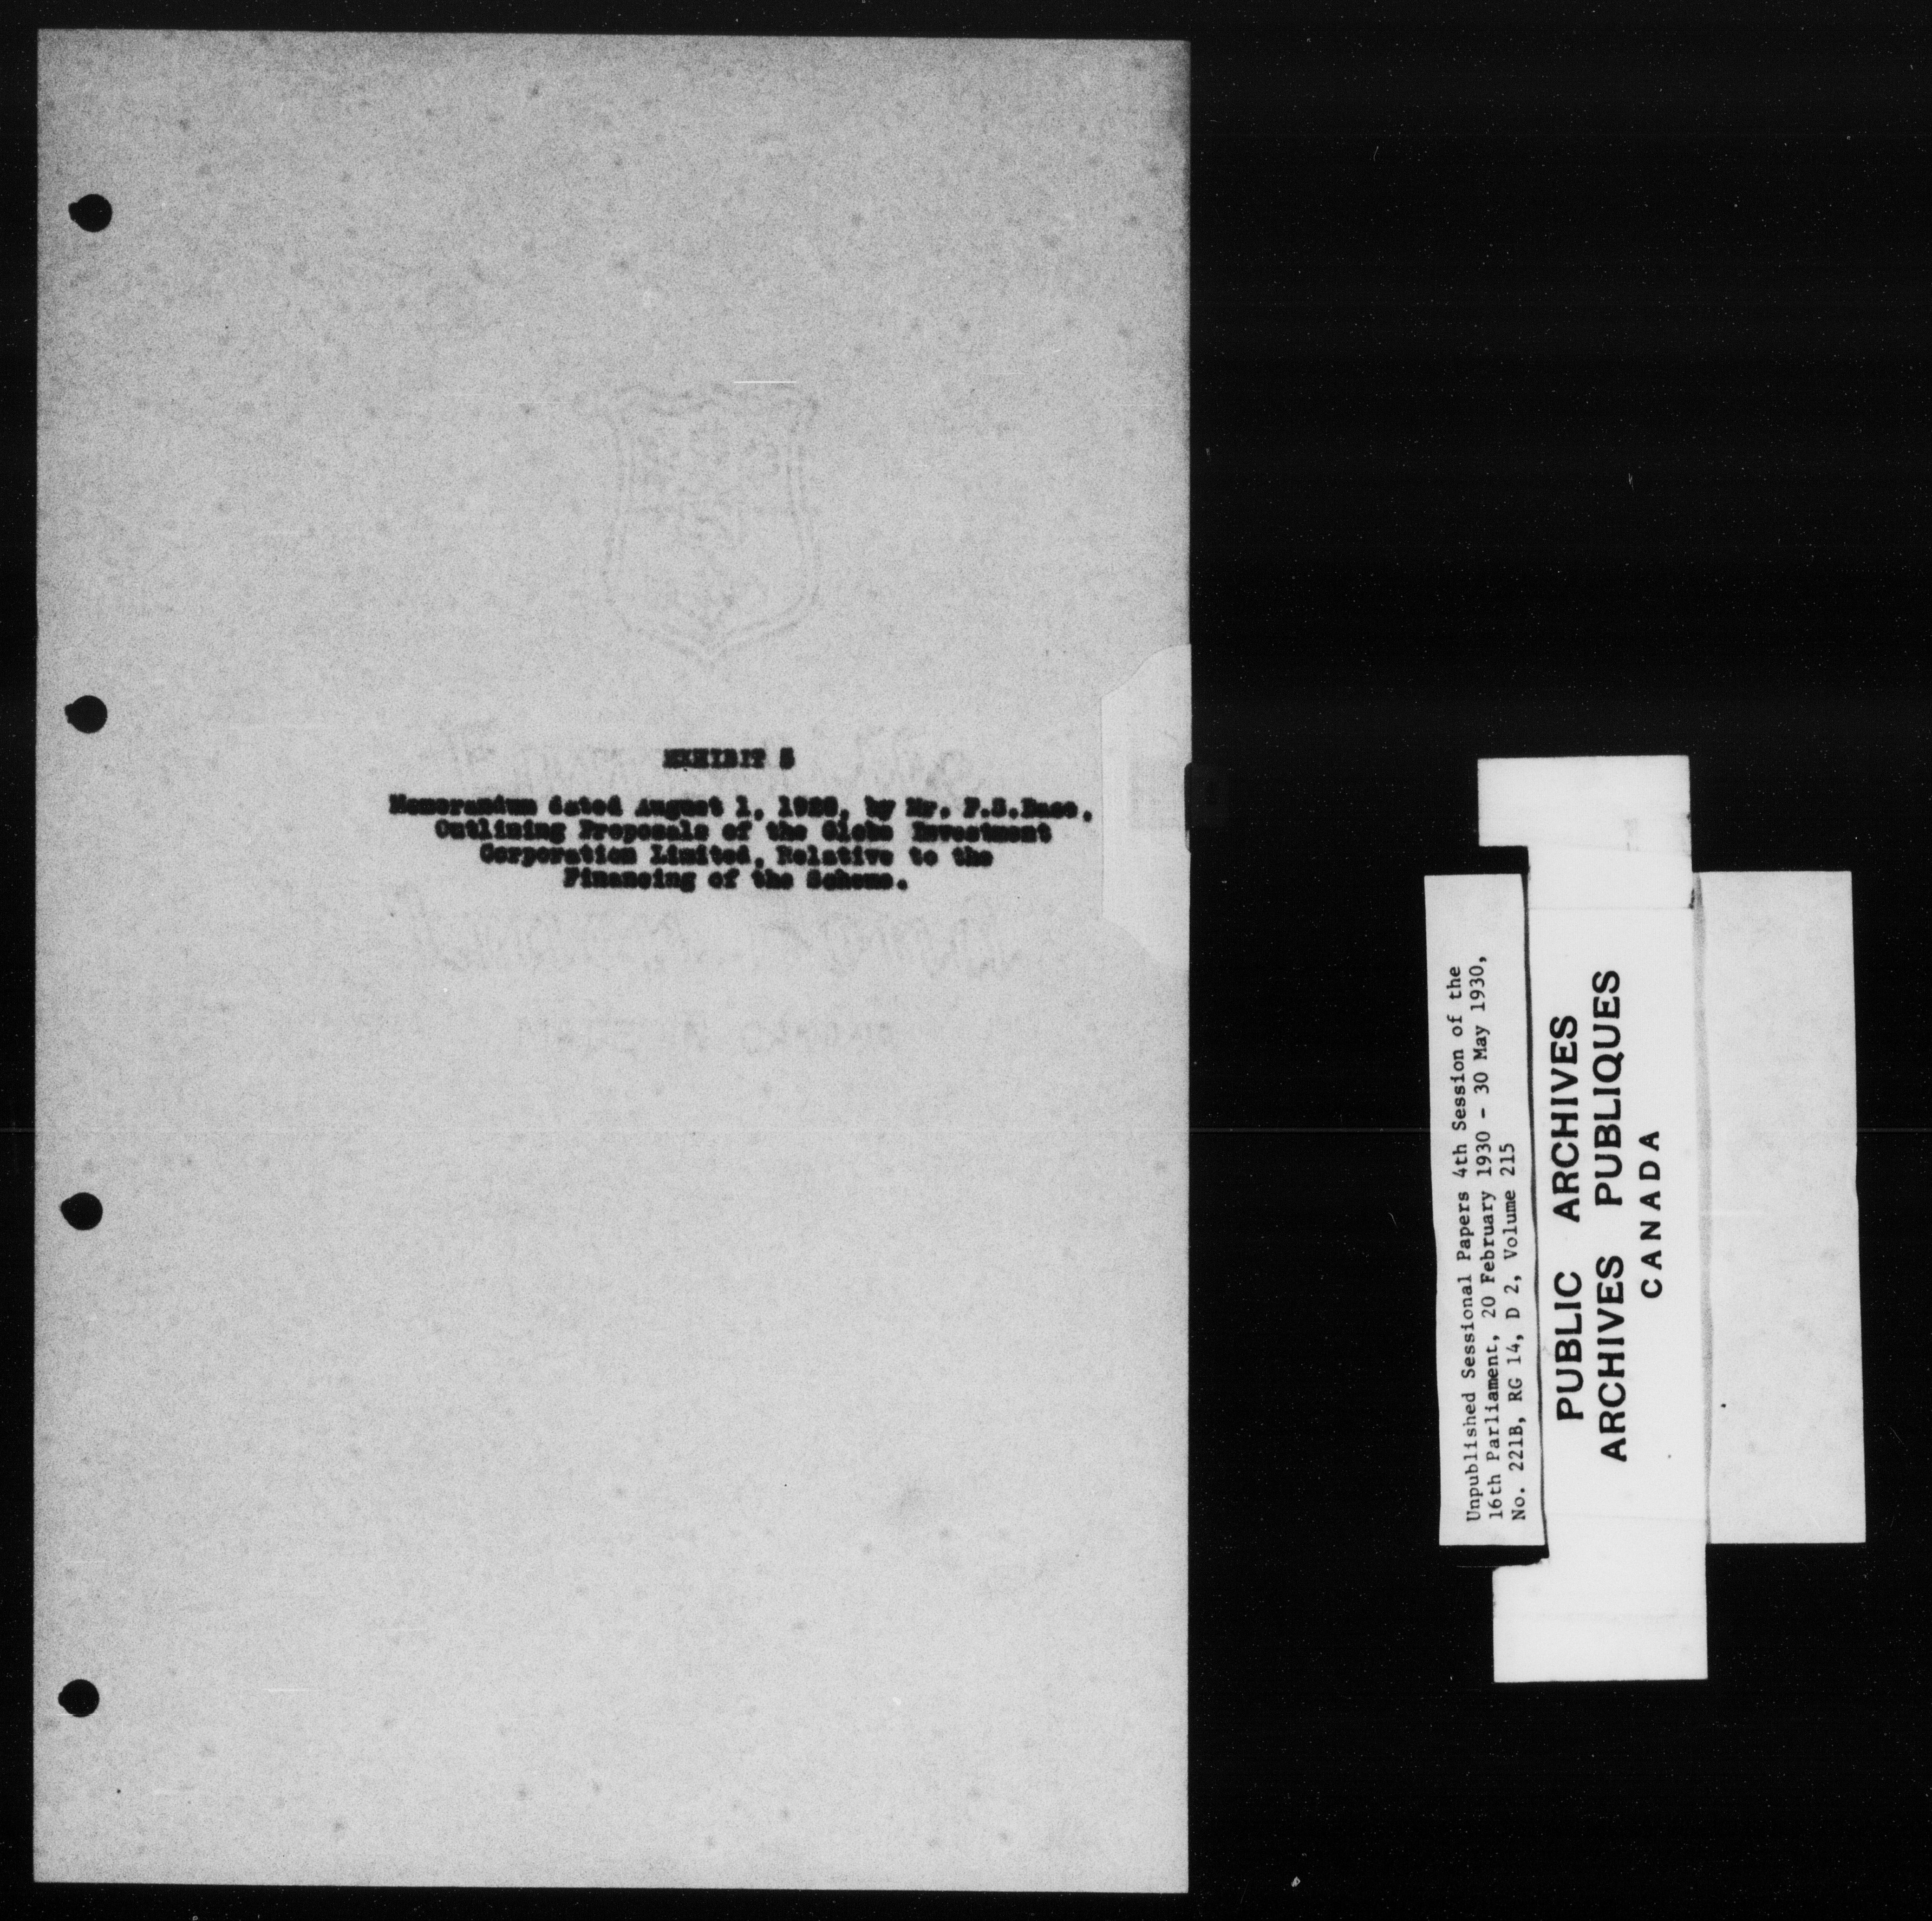 EXHIBIT 5
Memorandum dated August 1, by Mr.
Outlining Proposals of the Globe Investment
Corporation Limited, Relative to the
Financing of the Scheme.
Unpublished Sessional Papers 4th Session of the
16th Parliament, 20 February 1930 - 30 May 1930,
No. 221B, RG 14, D 2, Volume 215
PUBLIC ARCHIVES
ARCHIVES PUBLIQUES
CANADA